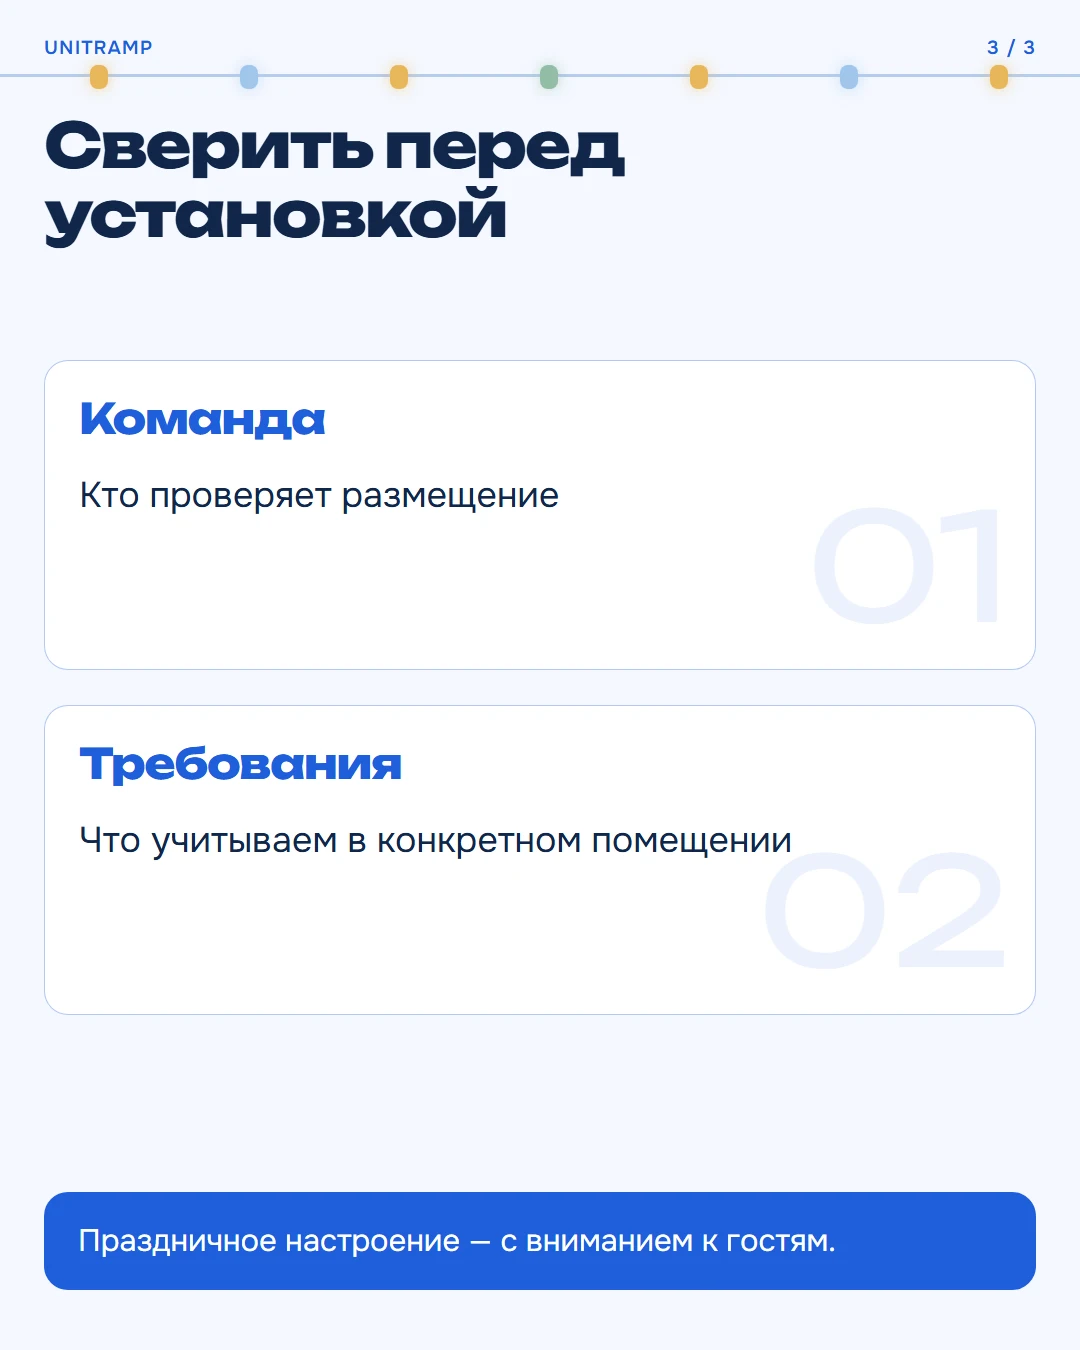 UNITRAMP
3 / 3
Сверить перед
установкой
Команда
Кто проверяет размещение
01
Требования
Что учитываем в конкретном помещении
02
Праздничное настроение — с вниманием к гостям.